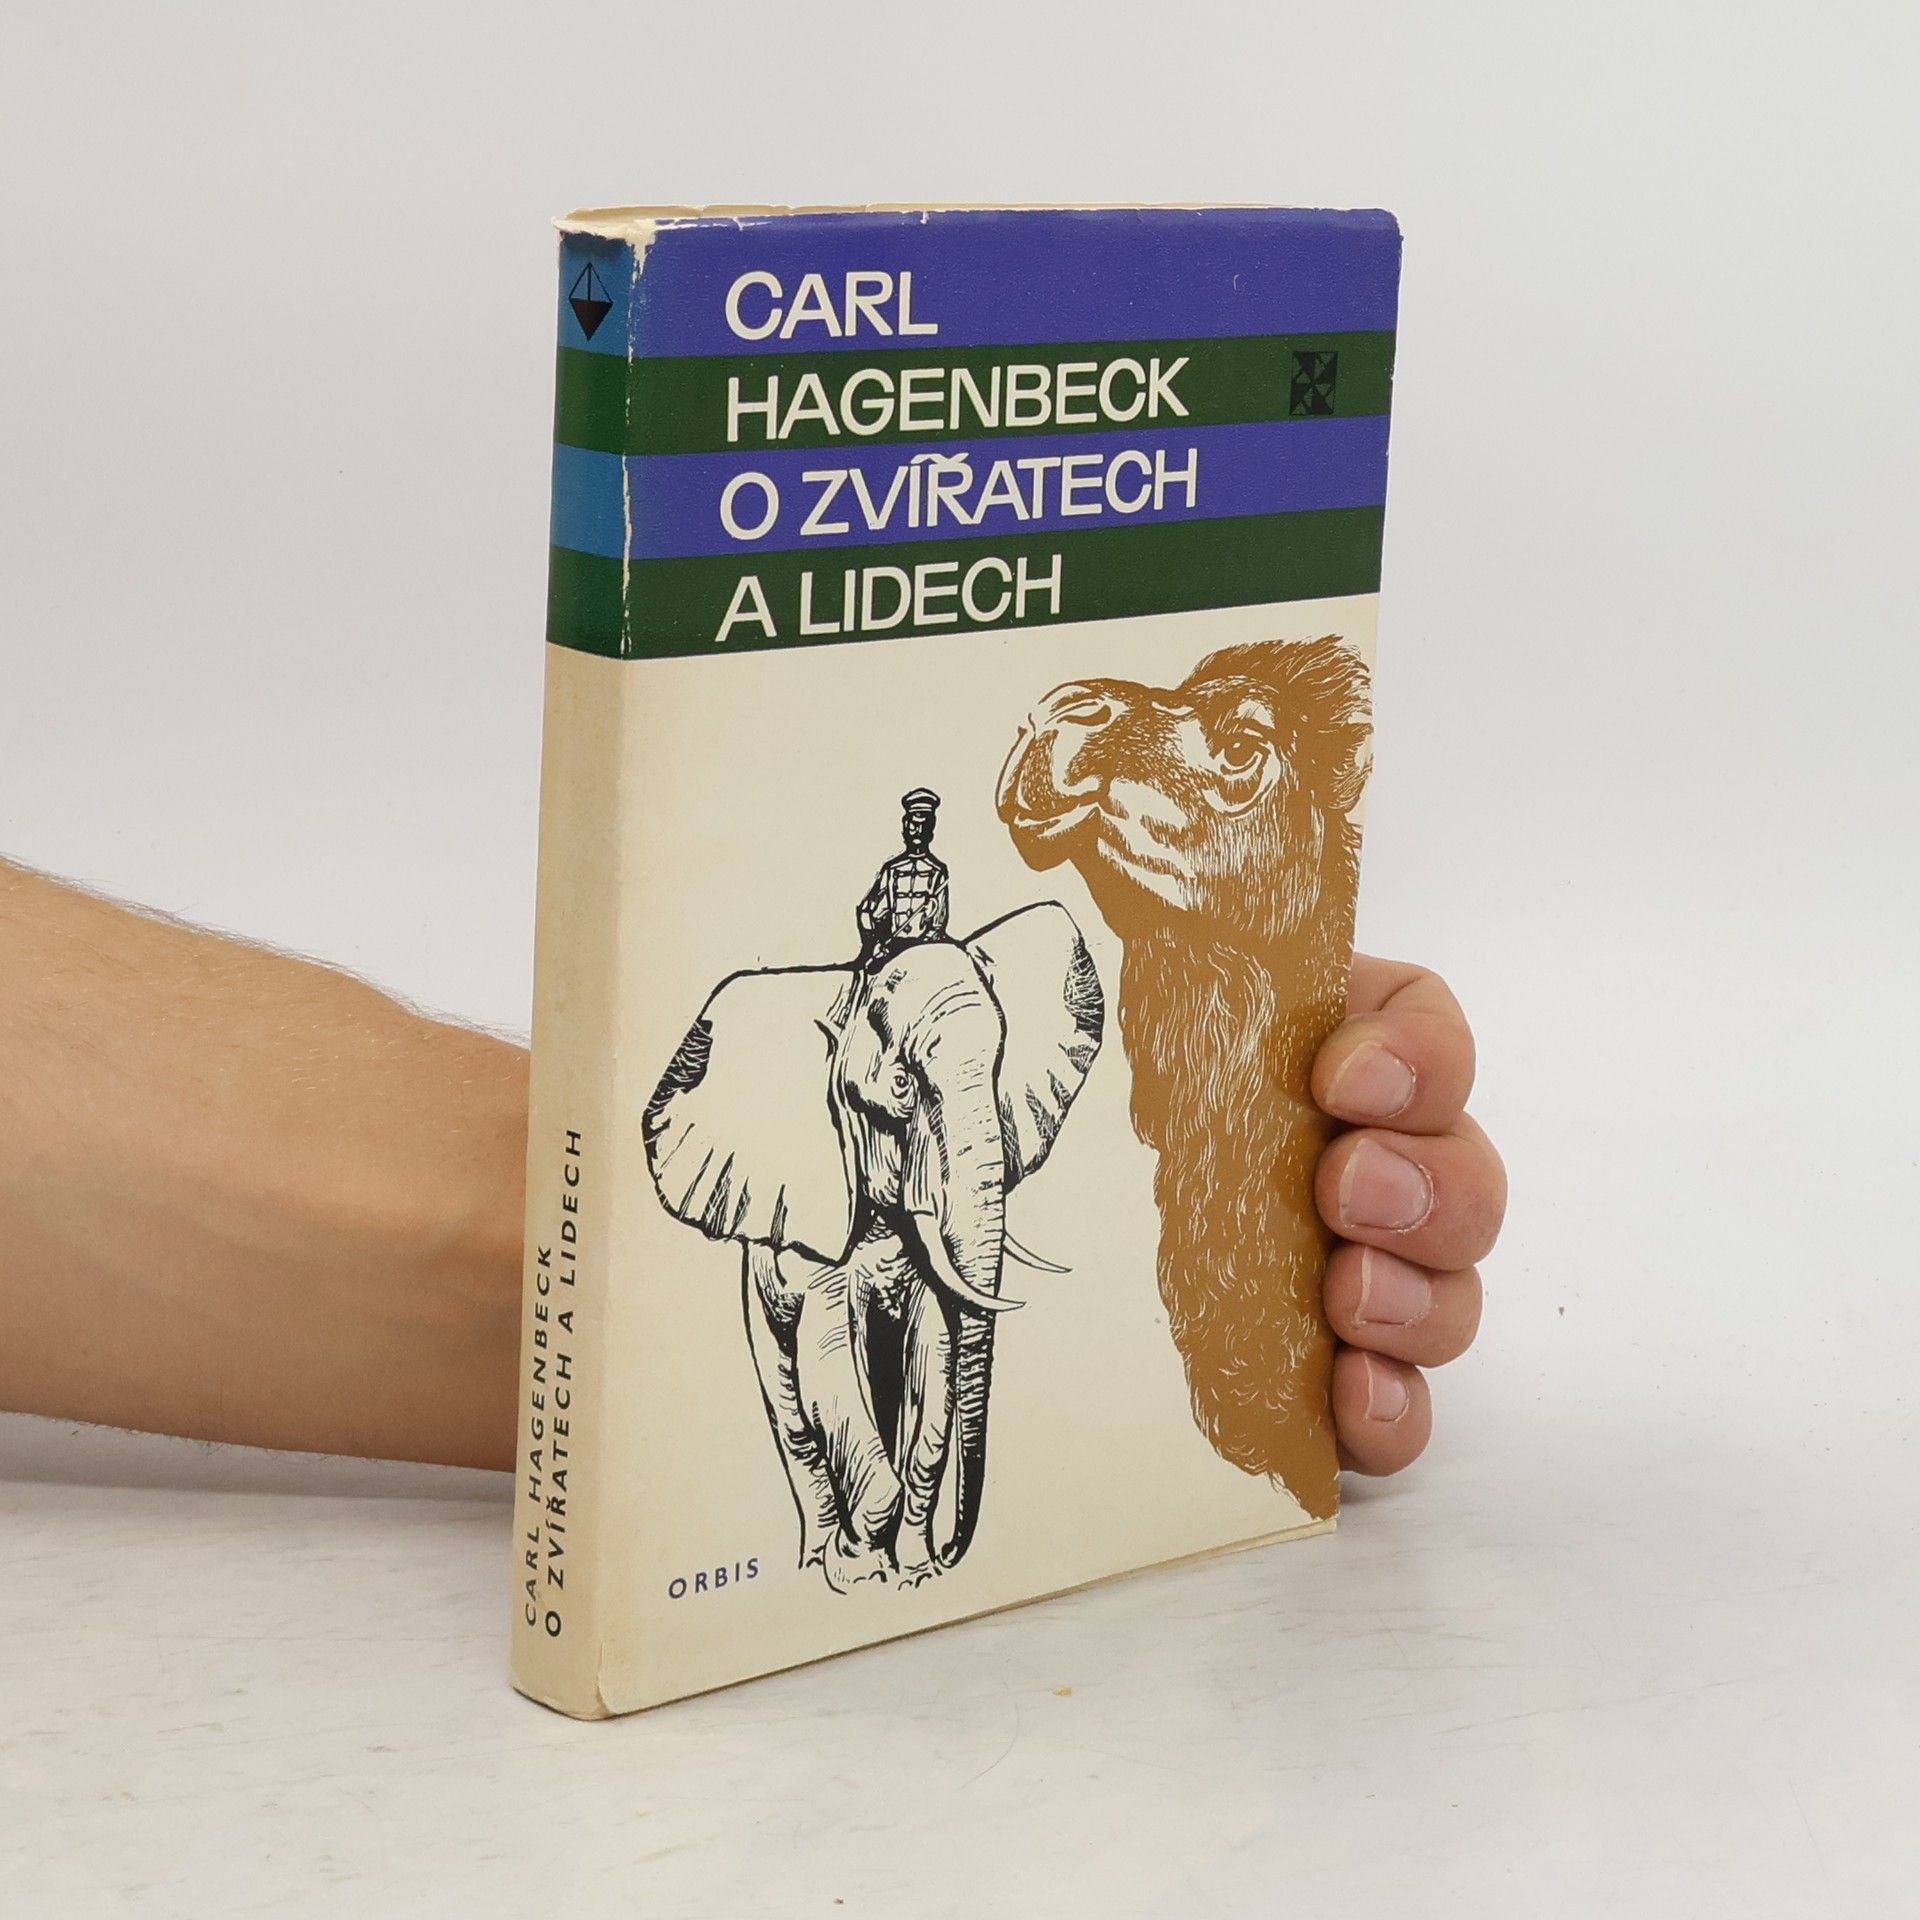 CARL
HAGENBECK
O ZVÍŘATECH
A LIDECH
ORBIS
CARL HAGENBECK
O ZVÍŘATECH A LIDECH